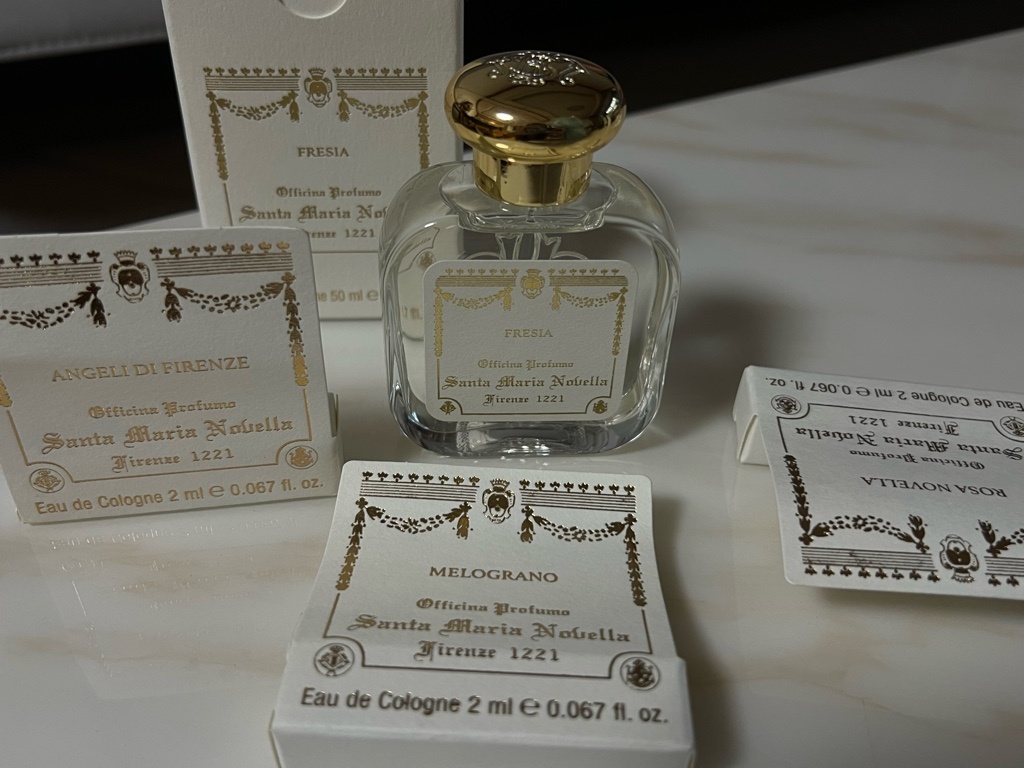 FRESIA
Officina Profumo
Santa Maria Nov
Firenze 1221
50 ml e
FRESIA
Officina Profumo
Santa Maria Novella
Firenze 1221
ANGELI DI FIRENZE
Officina Profumo
Santa Maria Novella
Firenze 1221
Eau de Cologne 2 ml e 0.067 fl. oz.
MELOGRANO
Officina Profumo
Santa Maria Novella
Firenze 1221
Eau de Cologne 2 ml e 0.067 fl. oz.
ROSA NOVELLA
Officina Profumo
Santa Maria Novella
Firenze 1221
Eau de Cologne 2 ml e 0.067 fl. oz.